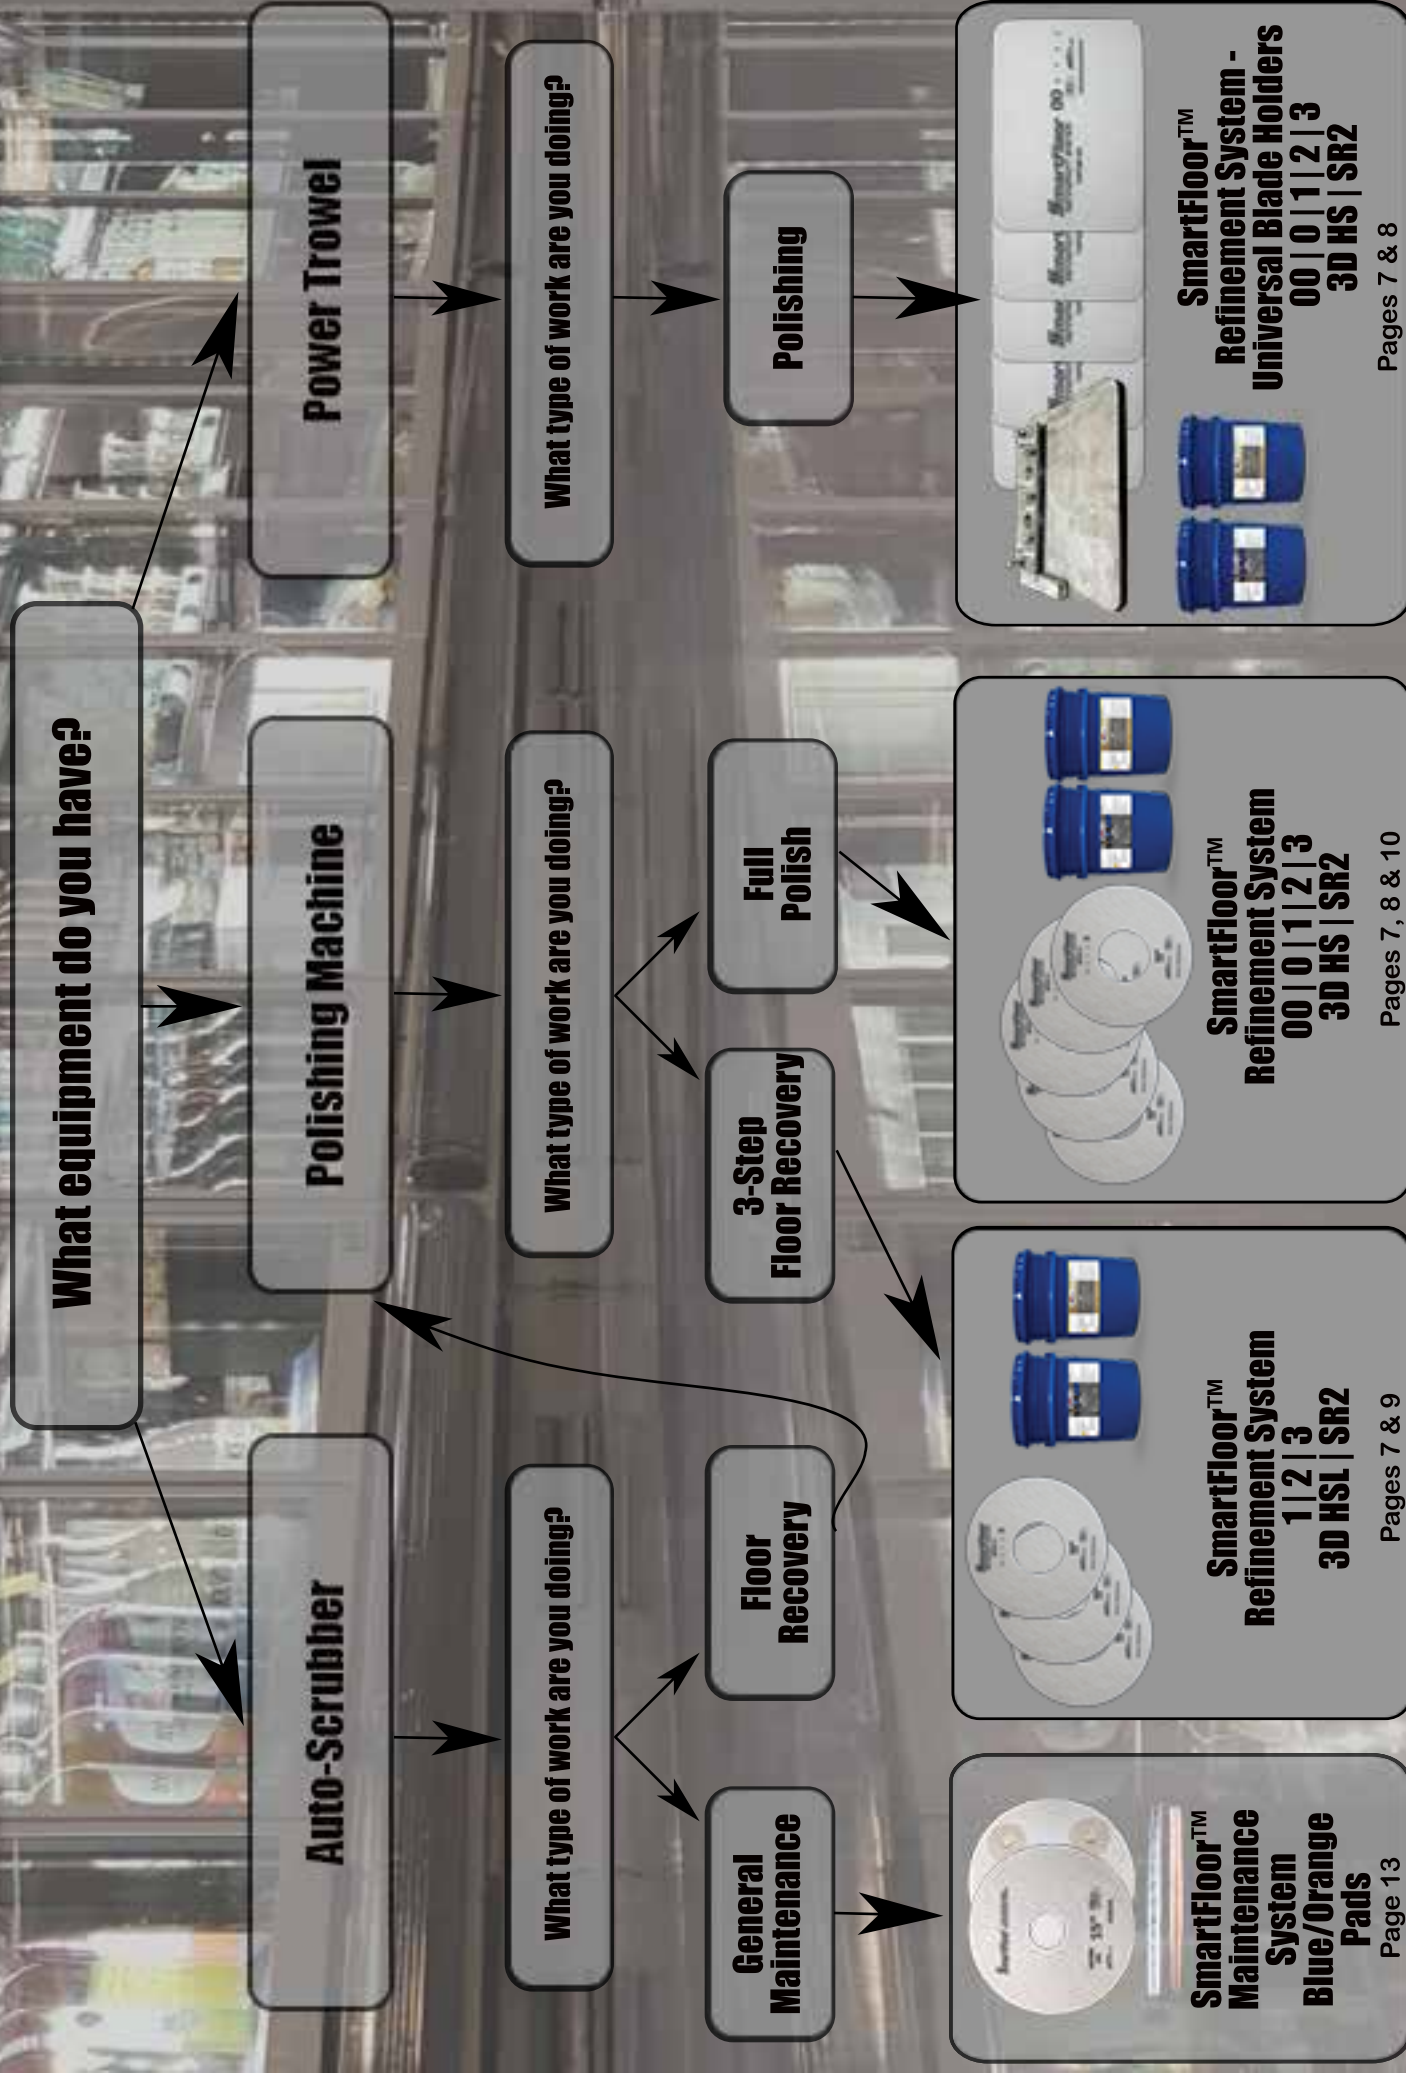 What equipment do you have?
Auto-Scrubber
Polishing Machine
Power Trowel
What type of work are you doing?
What type of work are you doing?
What type of work are you doing?
General
Maintenance
Floor
Recovery
3-Step
Floor Recovery
Full
Polish
Polishing
SmartFloor™
Maintenance
System
Blue/Orange
Pads
Page 13
SmartFloor™
Refinement System
1 | 2 | 3
3D HSL | SR2
Pages 7 & 9
SmartFloor™
Refinement System
00 | 0 | 1 | 2 | 3
3D HS | SR2
Pages 7, 8 & 10
SmartFloor 00
SmartFloor™
Refinement System -
Universal Blade Holders
00 | 0 | 1 | 2 | 3
3D HS | SR2
Pages 7 & 8